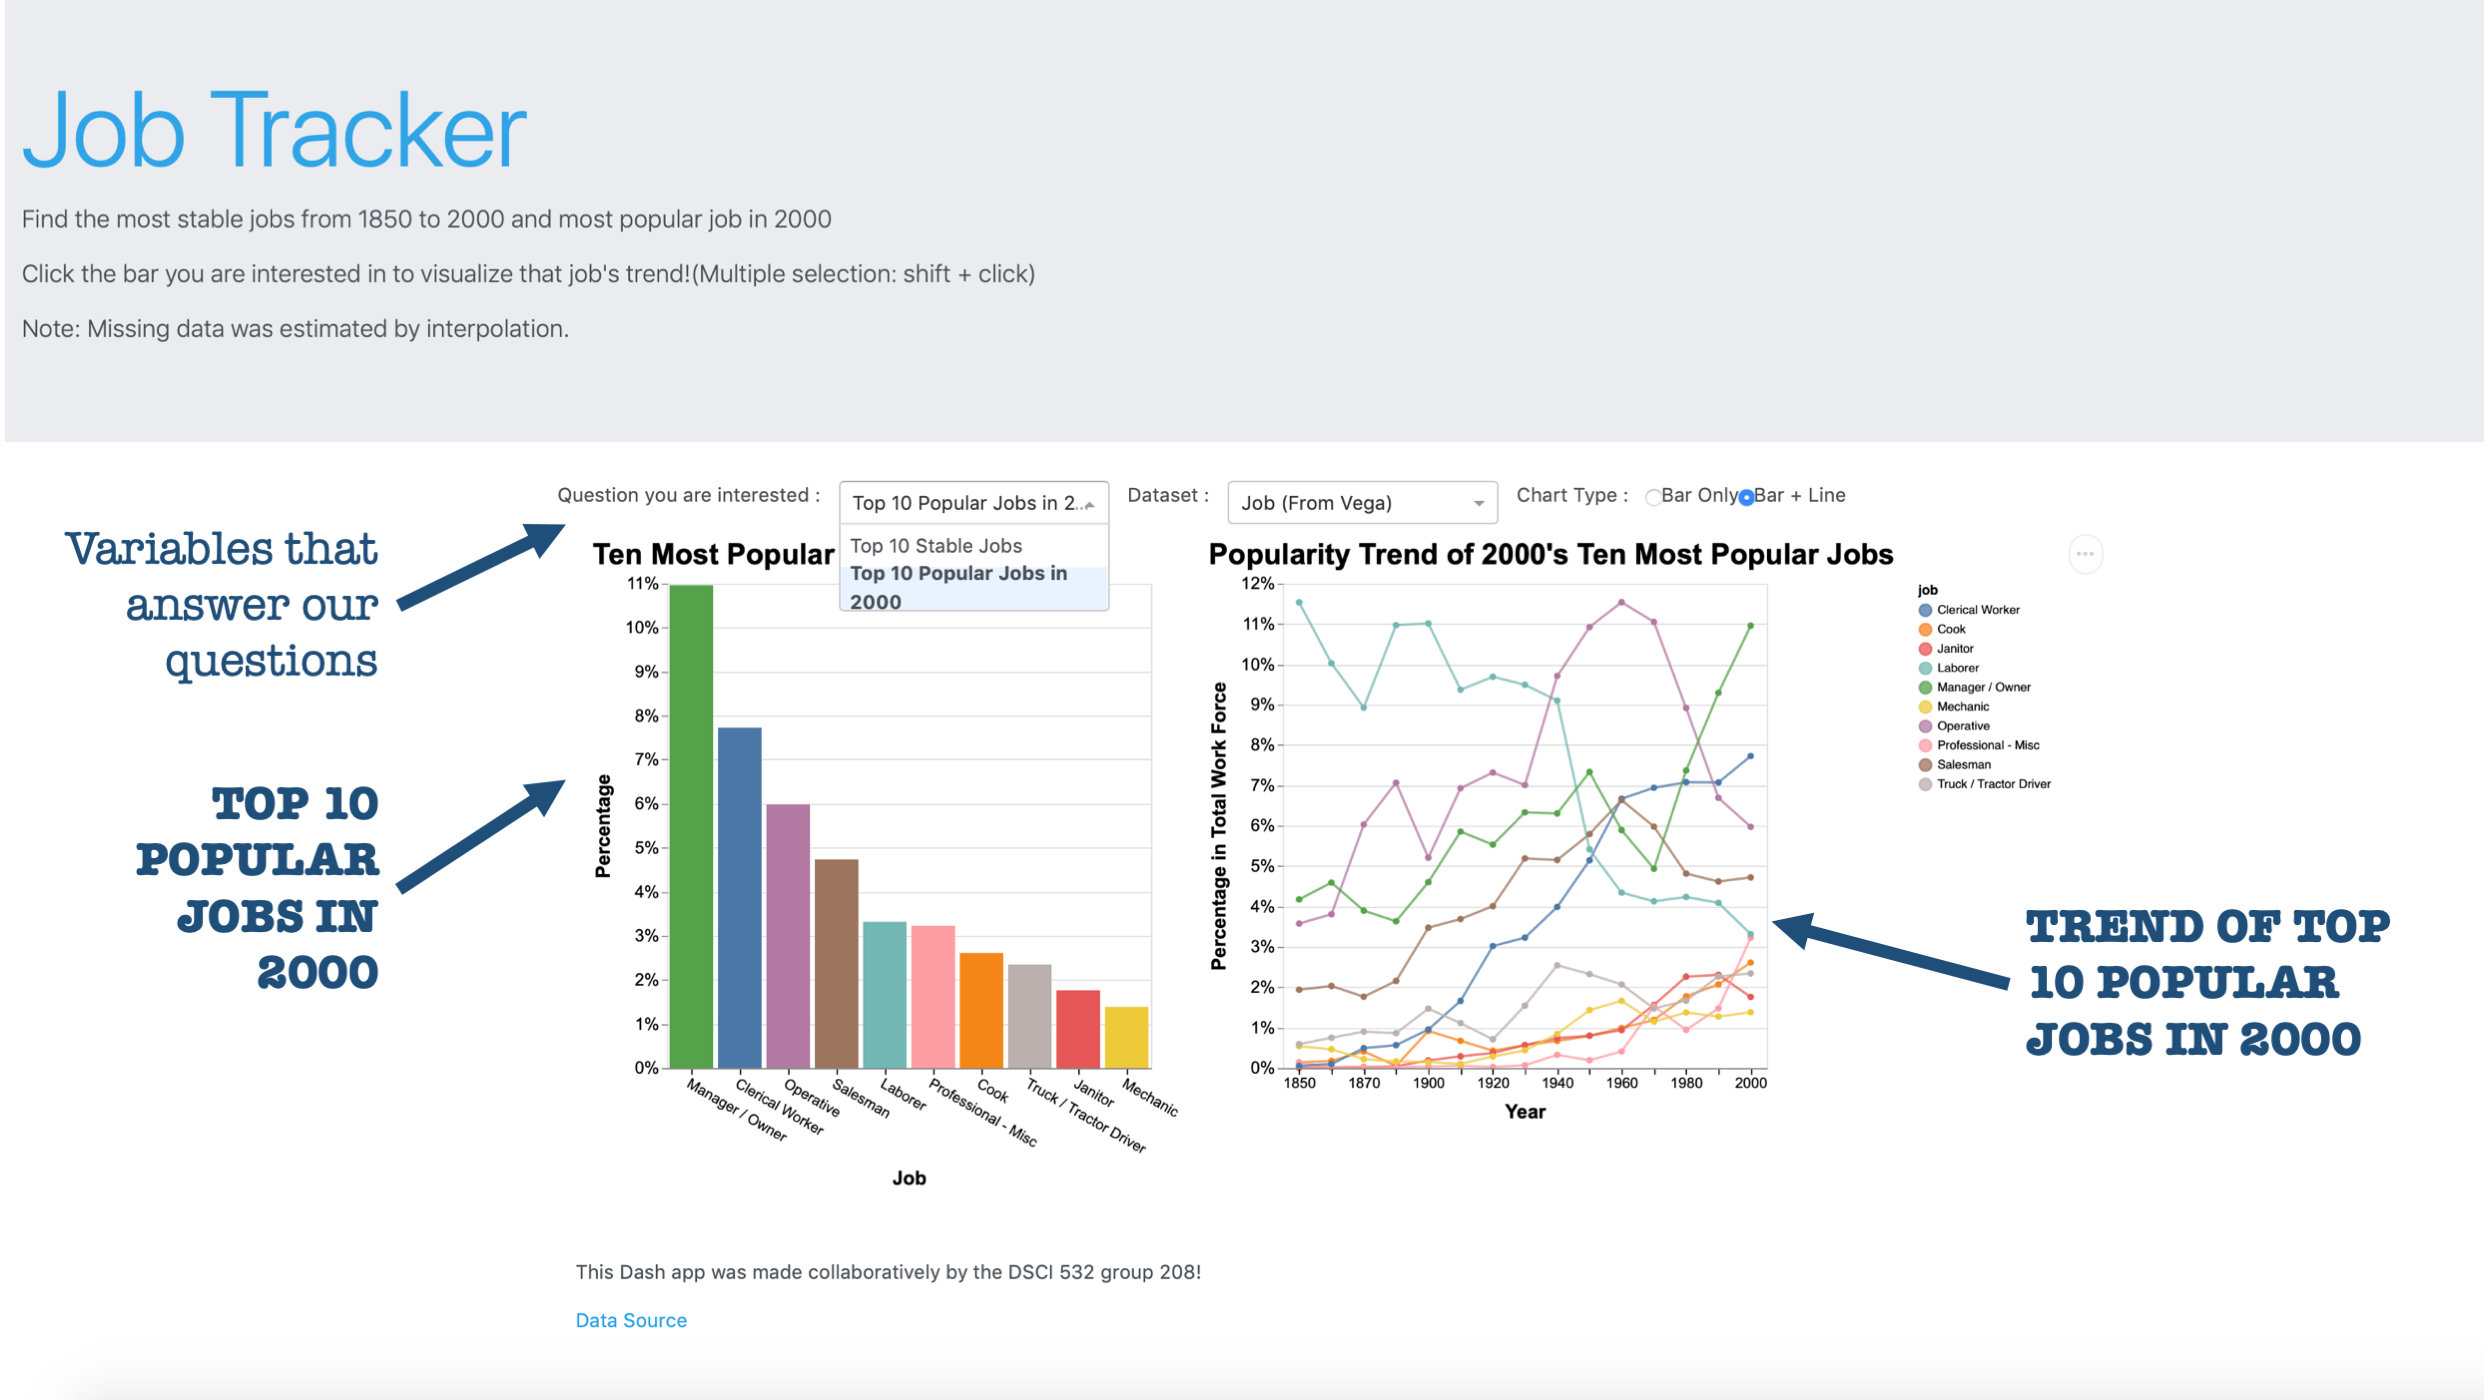 Job Tracker
Find the most stable jobs from 1850 to 2000 and most popular job in 2000
Click the bar you are interested in to visualize that job's trend!(Multiple selection: shift + click)
Note: Missing data was estimated by interpolation.
Question you are interested :
Top 10 Popular Jobs in 2...
Top 10 Stable Jobs
Top 10 Popular Jobs in
2000
Dataset :
Job (From Vega)
Chart Type :
Bar Only
Bar + Line
Variables that
answer our
questions
TOP 10
POPULAR
JOBS IN
2000
Ten Most Popular
11%
10%
9%
8%
7%
6%
5%
4%
3%
2%
1%
0%
Percentage
Manager / Owner
Clerical Worker
Operative
Salesman
Laborer
Professional - Misc
Cook
Truck / Tractor Driver
Janitor
Mechanic
Job
Popularity Trend of 2000's Ten Most Popular Jobs
...
12%
11%
10%
9%
8%
7%
6%
5%
4%
3%
2%
1%
0%
Percentage in Total Work Force
1850
1870
1900
1920
1940
1960
1980
2000
Year
job
Clerical Worker
Cook
Janitor
Laborer
Manager / Owner
Mechanic
Operative
Professional - Misc
Salesman
Truck / Tractor Driver
TREND OF TOP
10 POPULAR
JOBS IN 2000
This Dash app was made collaboratively by the DSCI 532 group 208!
Data Source